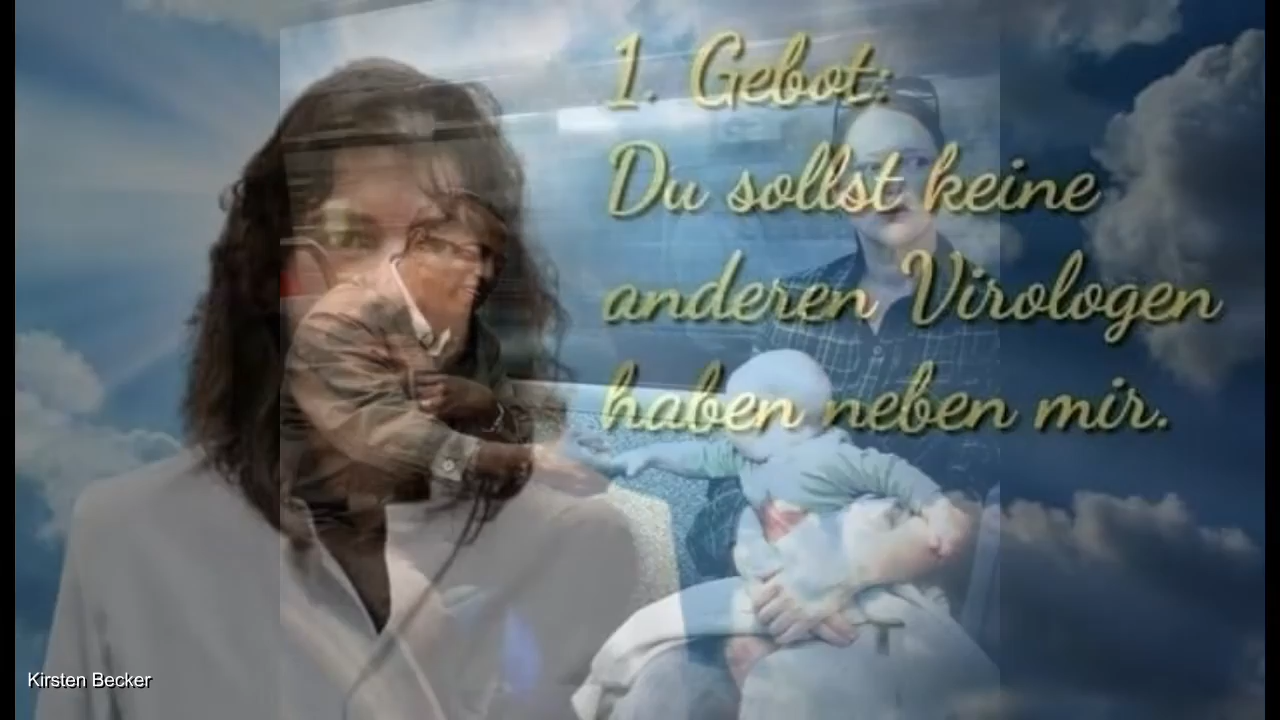 1. Gebot:
Du sollst keine
anderen Virologen
haben neben mir.
Kirsten Becker